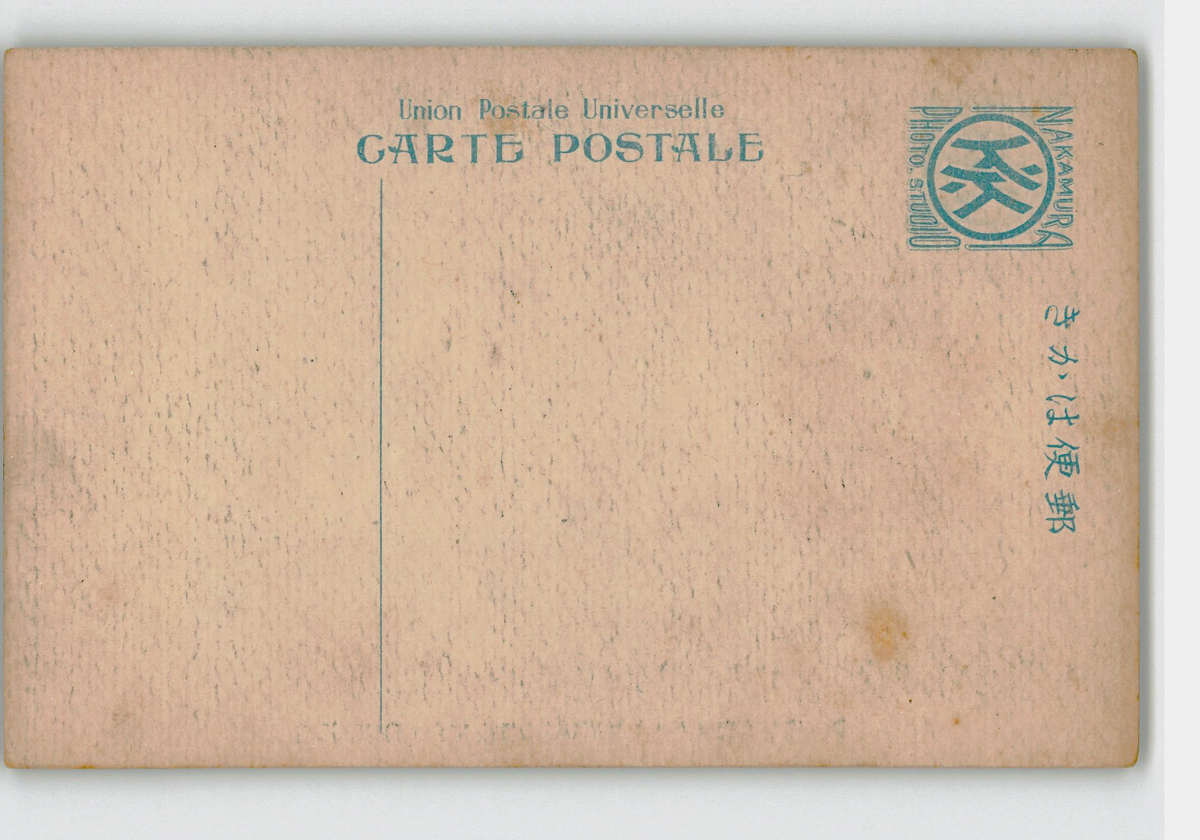 Union Postale Universelle
CARTE POSTALE
NAKAMURA
PHOTO. STUDIO
郵便はかき